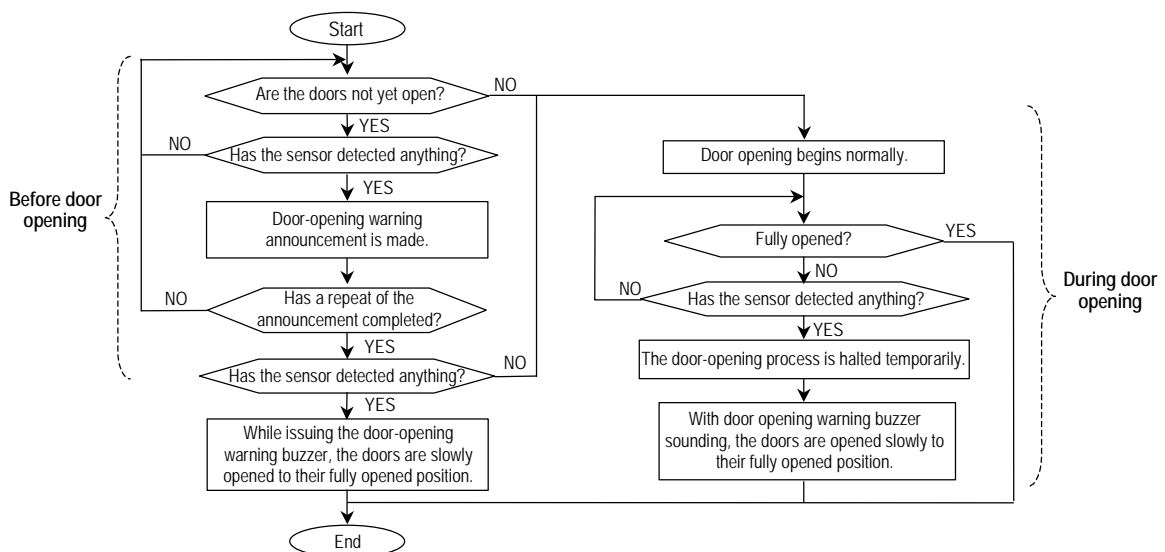 Start
Are the doors not yet open?
NO
YES
NO
Has the sensor detected anything?
YES
Before door
opening
Door-opening warning
announcement is made.
NO
Has a repeat of the
announcement completed?
YES
Has the sensor detected anything?
NO
YES
While issuing the door-opening
warning buzzer, the doors are slowly
opened to their fully opened position.
End
Door opening begins normally.
Fully opened?
YES
NO
NO
Has the sensor detected anything?
YES
The door-opening process is halted temporarily.
With door opening warning buzzer
sounding, the doors are opened slowly to
their fully opened position.
During door
opening